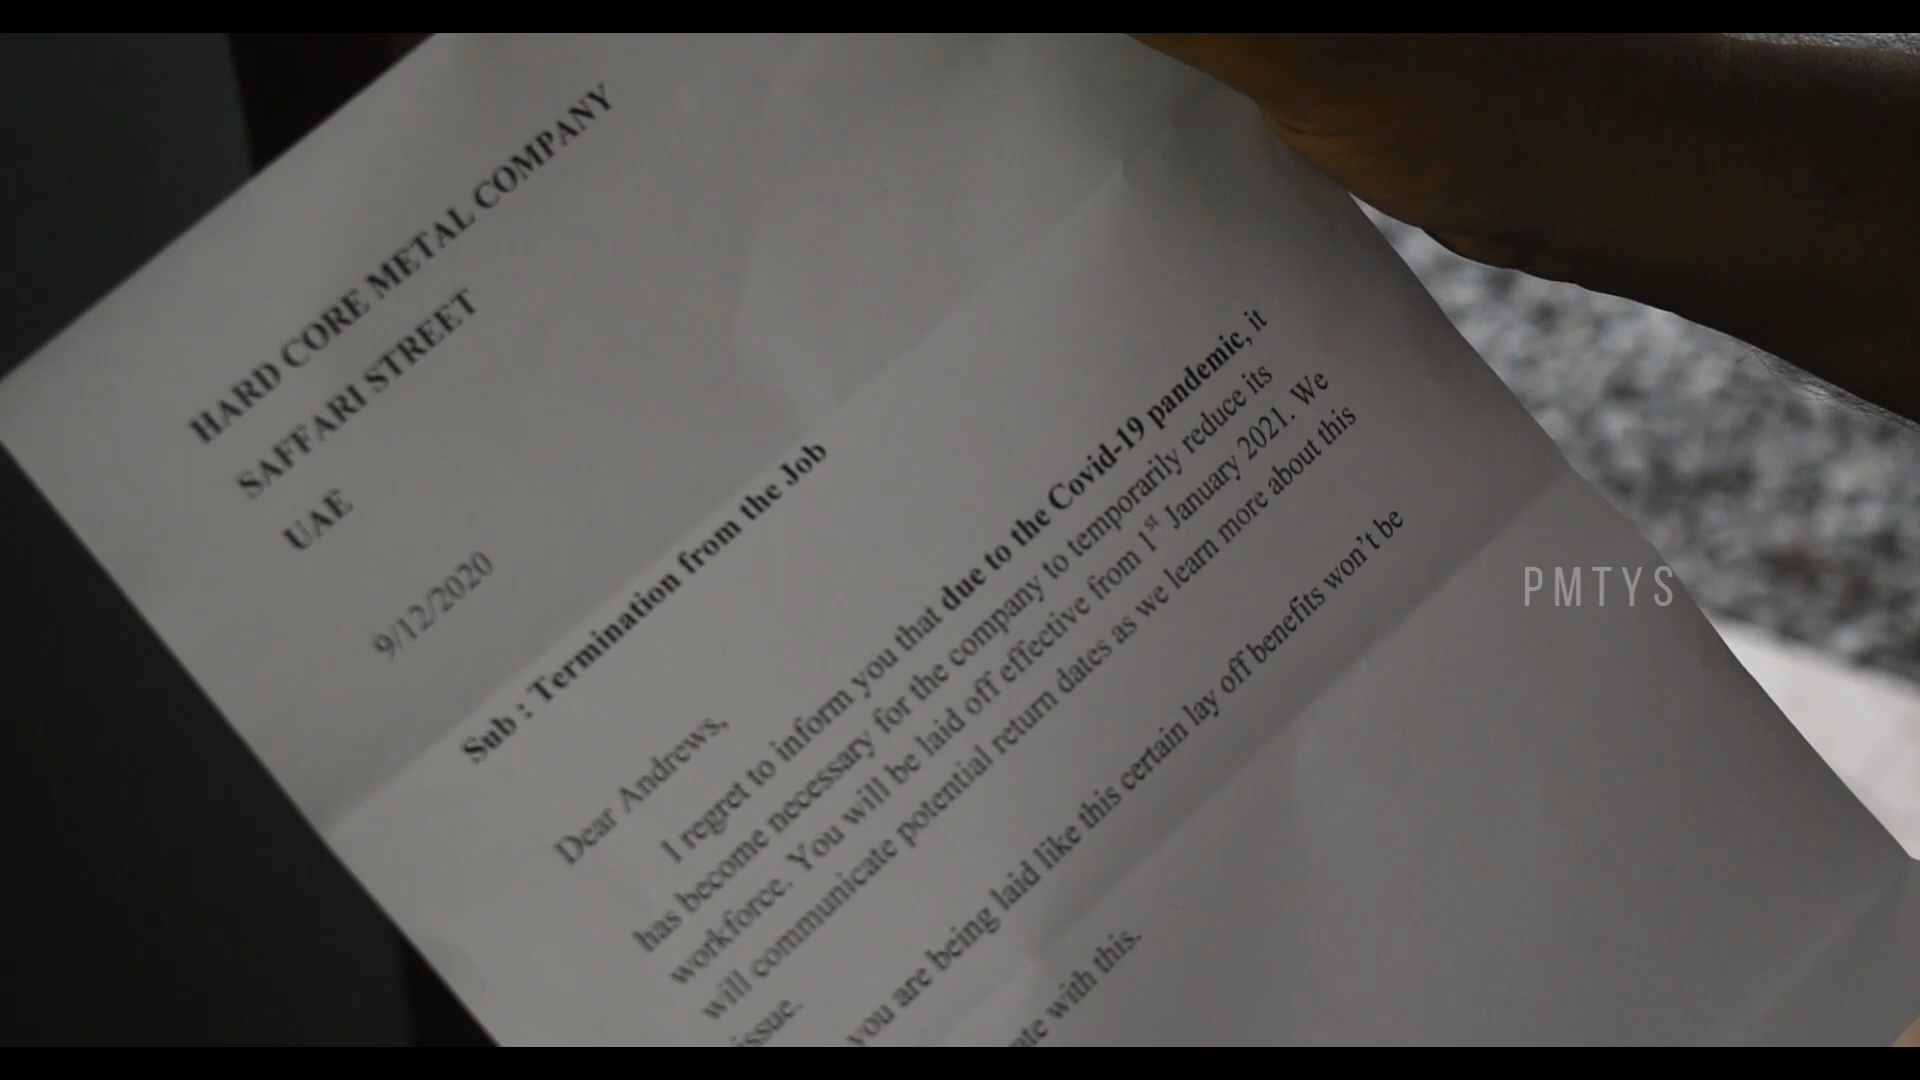 HARD CORE METAL COMPANY
SAFFARI STREET
UAE
9/12/2020
Sub : Termination from the Job
Dear Andrews,
I regret to inform you that due to the Covid-19 pandemic, it
has become necessary for the company to temporarily reduce its
workforce. You will be laid off effective from 1st January 2021. We
will communicate potential return dates as we learn more about this
issue.
you are being laid like this certain lay off benefits won't be
with this.
PMTYS